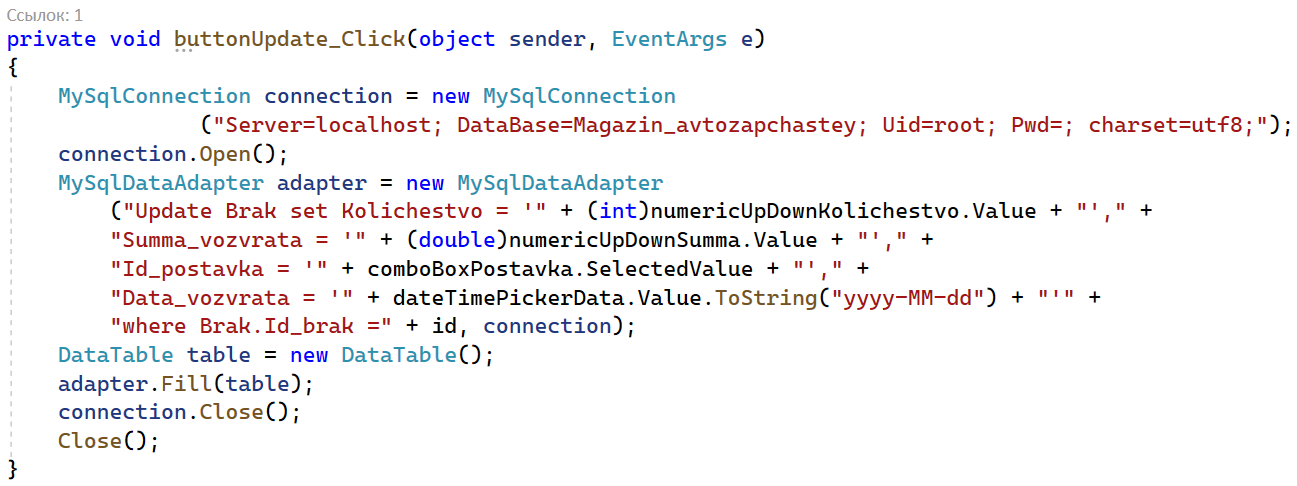 Ссылок: 1
private void buttonUpdate_Click(object sender, EventArgs e)
{
    MySqlConnection connection = new MySqlConnection
            ("Server=localhost; DataBase=Magazin_avtozapchastey; Uid=root; Pwd=; charset=utf8;");
    connection.Open();
    MySqlDataAdapter adapter = new MySqlDataAdapter
        ("Update Brak set Kolichestvo = '" + (int)numericUpDownKolichestvo.Value + "'," +
        "Summa_vozvrata = '" + (double)numericUpDownSumma.Value + "'," +
        "Id_postavka = '" + comboBoxPostavka.SelectedValue + "'," +
        "Data_vozvrata = '" + dateTimePickerData.Value.ToString("yyyy-MM-dd") + "'" +
        "where Brak.Id_brak =" + id, connection);
    DataTable table = new DataTable();
    adapter.Fill(table);
    connection.Close();
    Close();
}